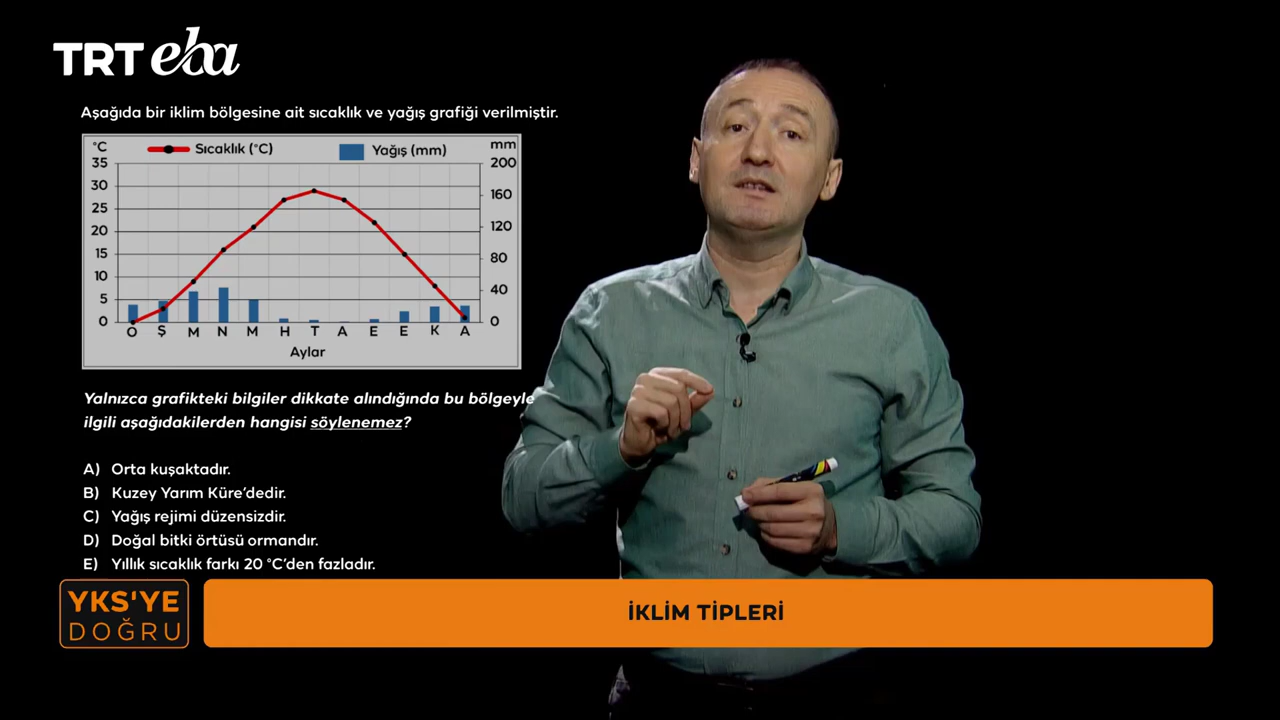 TRT eba
Aşağıda bir iklim bölgesine ait sıcaklık ve yağış grafiği verilmiştir.
°C Sıcaklık (°C) Yağış (mm) mm
35 200
30 160
25
20 120
15 80
10
5 40
0 0
O Ş M N M H T A E E K A
Aylar
Yalnızca grafikteki bilgiler dikkate alındığında bu bölgeyle
ilgili aşağıdakilerden hangisi söylenemez?
A) Orta kuşaktadır.
B) Kuzey Yarım Küre'dedir.
C) Yağış rejimi düzensizdir.
D) Doğal bitki örtüsü ormandır.
E) Yıllık sıcaklık farkı 20 °C'den fazladır.
YKS'YE
DOĞRU
İKLİM TİPLERİ